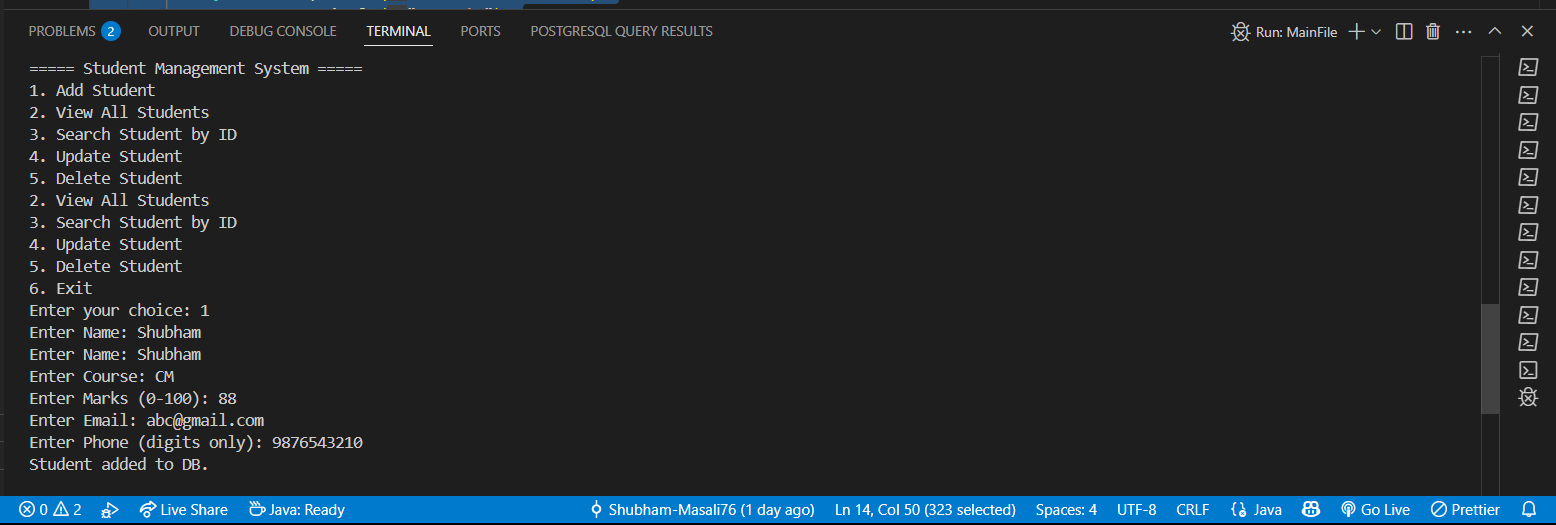 PROBLEMS 2 OUTPUT DEBUG CONSOLE TERMINAL PORTS POSTGRESQL QUERY RESULTS Run: MainFile
===== Student Management System =====
1. Add Student
2. View All Students
3. Search Student by ID
4. Update Student
5. Delete Student
2. View All Students
3. Search Student by ID
4. Update Student
5. Delete Student
6. Exit
Enter your choice: 1
Enter Name: Shubham
Enter Name: Shubham
Enter Course: CM
Enter Marks (0-100): 88
Enter Email: abc@gmail.com
Enter Phone (digits only): 9876543210
Student added to DB.
0 2 Live Share Java: Ready Shubham-Masali76 (1 day ago) Ln 14, Col 50 (323 selected) Spaces: 4 UTF-8 CRLF Java Go Live Prettier